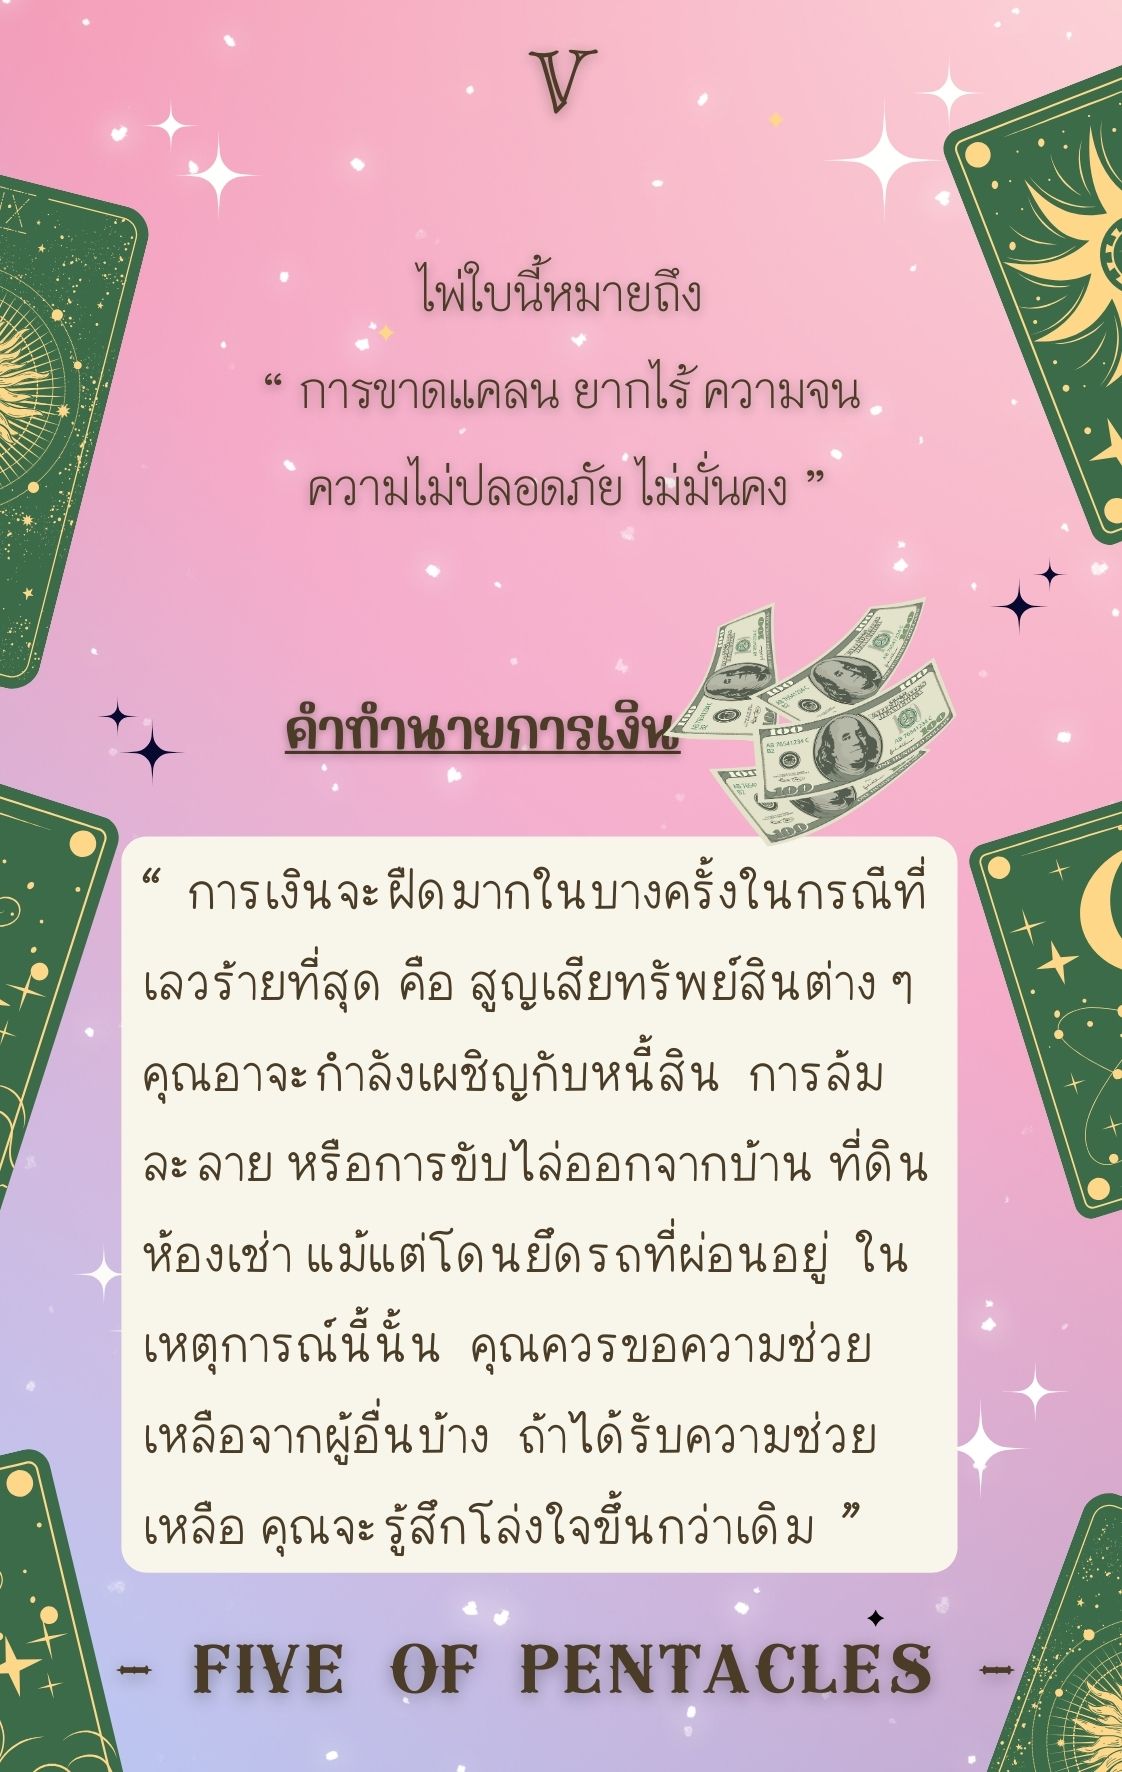 V
ไพ่ใบนี้หมายถึง
“ การขาดแคลน ยากไร้ ความจน
ความไม่ปลอดภัย ไม่มั่นคง ”
คำทำนายการเงิน
“ การเงินจะฝืดมากในบางครั้งในกรณีที่
เลวร้ายที่สุด คือ สูญเสียทรัพย์สินต่าง ๆ
คุณอาจจะกำลังเผชิญกับหนี้สิน การล้ม
ละลาย หรือการขับไล่ออกจากบ้าน ที่ดิน
ห้องเช่า แม้แต่โดนยึดรถที่ผ่อนอยู่ ใน
เหตุการณ์นี้นั้น คุณควรขอความช่วย
เหลือจากผู้อื่นบ้าง ถ้าได้รับความช่วย
เหลือ คุณจะรู้สึกโล่งใจขึ้นกว่าเดิม ”
- FIVE OF PENTACLES -